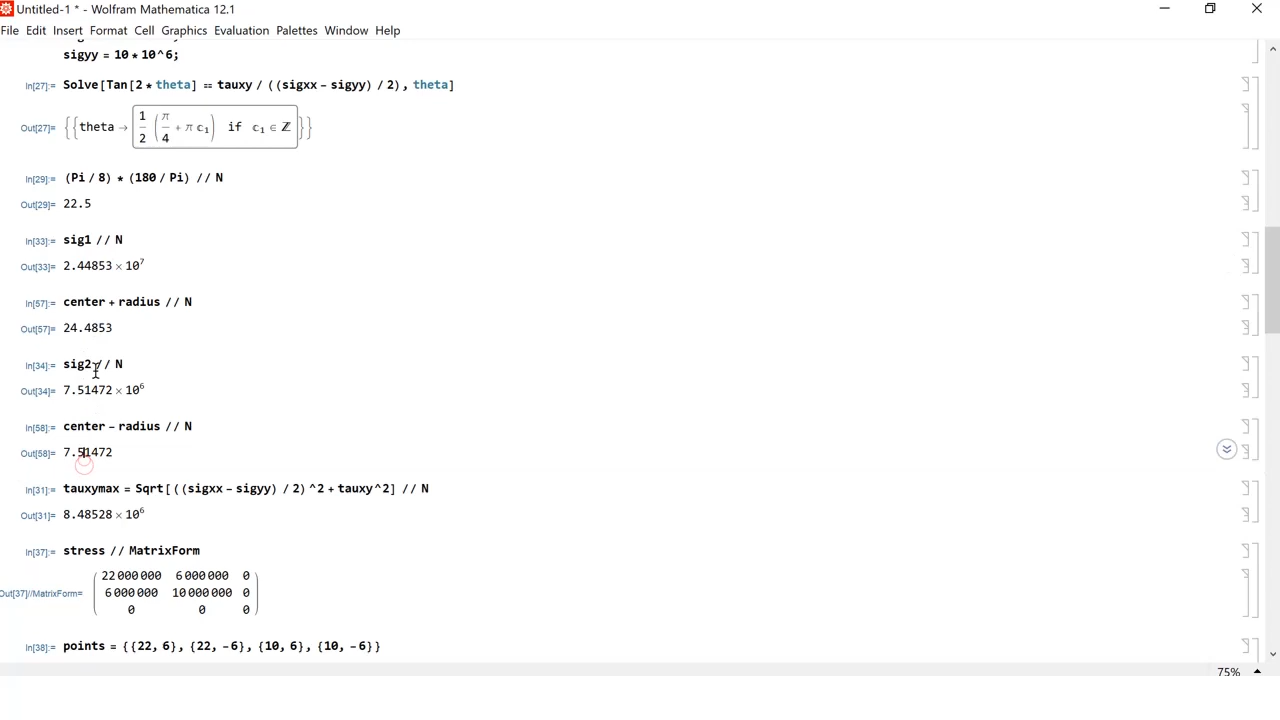 Untitled-1 * - Wolfram Mathematica 12.1
File Edit Insert Format Cell Graphics Evaluation Palettes Window Help
sigyy = 10 * 10^6;
In[27]:= Solve[Tan[2 * theta] == tauxy / ((sigxx - sigyy) / 2), theta]
Out[27]= {{theta → 1/2 (π/4 + π c₁) if c₁ ∈ ℤ}}
In[29]:= (Pi / 8) * (180 / Pi) // N
Out[29]= 22.5
In[33]:= sig1 // N
Out[33]= 2.44853 × 10⁷
In[57]:= center + radius // N
Out[57]= 24.4853
In[34]:= sig2 // N
Out[34]= 7.51472 × 10⁶
In[58]:= center - radius // N
Out[58]= 7.51472
In[31]:= tauxymax = Sqrt[((sigxx - sigyy) / 2)^2 + tauxy^2] // N
Out[31]= 8.48528 × 10⁶
In[37]:= stress // MatrixForm
22 000 000 6 000 000 0
Out[37]//MatrixForm= 6 000 000 10 000 000 0
0 0 0
In[38]:= points = {{22, 6}, {22, -6}, {10, 6}, {10, -6}}
75%